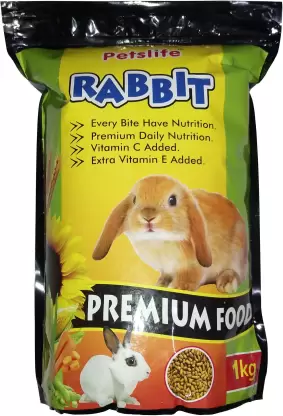 Petslife
RABBIT
Every Bite Have Nutrition.
Premium Daily Nutrition.
Vitamin C Added.
Extra Vitamin E Added.
PREMIUM FOOD
1kg